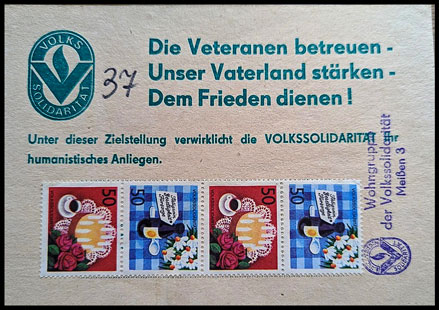 VOLKS
SOLIDARITÄT
37
Die Veteranen betreuen -
Unser Vaterland stärken -
Dem Frieden dienen !
Unter dieser Zielstellung verwirklicht die VOLKSSOLIDARITÄT ihr
humanistisches Anliegen.
Wohngruppe
der Volkssolidarität
Meißen 3
50
50
50
50